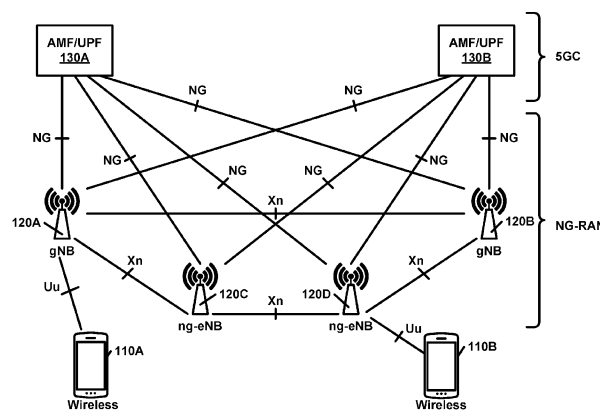 AMF/UPF
130A
AMF/UPF
130B
5GC
NG
NG
NG
NG
NG
NG
NG
NG
NG-RAN
Xn
120A
gNB
120B
gNB
Xn
Xn
120C
ng-eNB
Xn
120D
ng-eNB
Uu
Uu
110A
Wireless
110B
Wireless